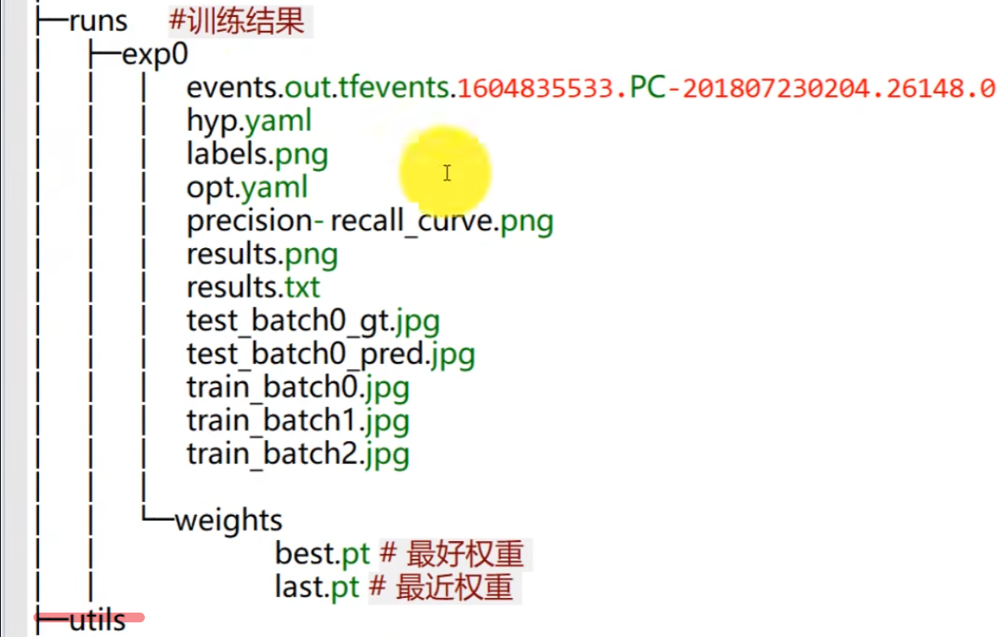 ├─runs #训练结果
│ ├─exp0
│ │ │ events.out.tfevents.1604835533.PC-201807230204.26148.0
│ │ │ hyp.yaml
│ │ │ labels.png
│ │ │ opt.yaml
│ │ │ precision-recall_curve.png
│ │ │ results.png
│ │ │ results.txt
│ │ │ test_batch0_gt.jpg
│ │ │ test_batch0_pred.jpg
│ │ │ train_batch0.jpg
│ │ │ train_batch1.jpg
│ │ │ train_batch2.jpg
│ │ │
│ │ └─weights
│ │ best.pt # 最好权重
│ │ last.pt # 最近权重
├─utils